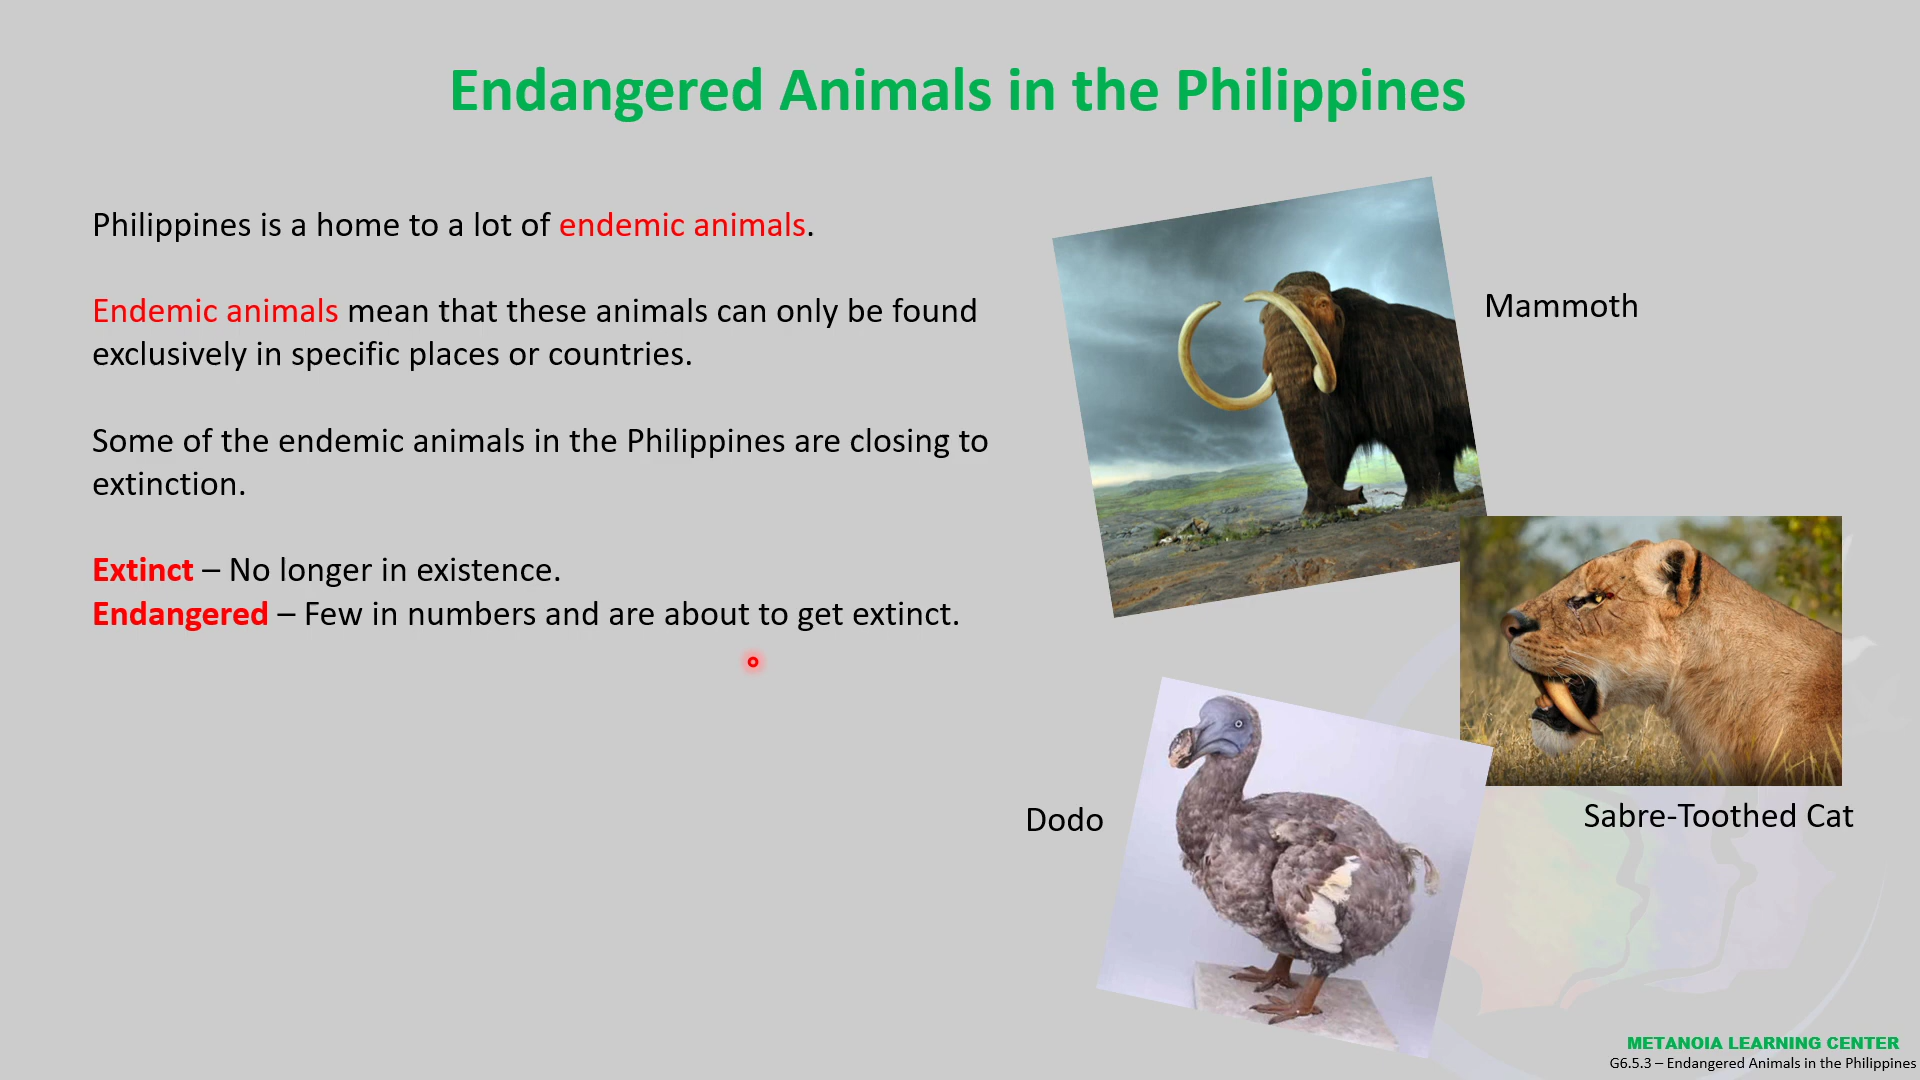 Endangered Animals in the Philippines
Philippines is a home to a lot of endemic animals.
Endemic animals mean that these animals can only be found
exclusively in specific places or countries.
Some of the endemic animals in the Philippines are closing to
extinction.
Extinct – No longer in existence.
Endangered – Few in numbers and are about to get extinct.
Mammoth
Sabre-Toothed Cat
Dodo
METANOIA LEARNING CENTER
G6.5.3 – Endangered Animals in the Philippines